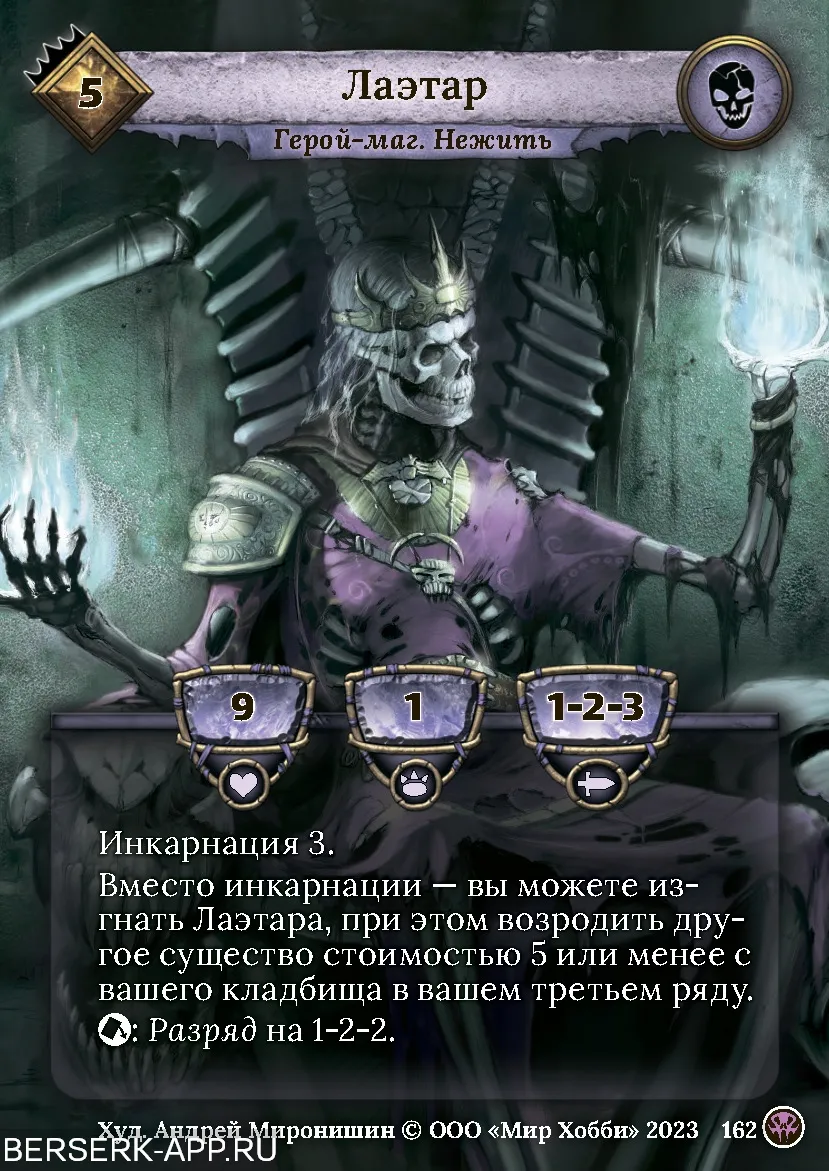 5
Лаэтар
Герой-маг. Нежить
9 1 1-2-3
Инкарнация 3.
Вместо инкарнации — вы можете из-
гнать Лаэтара, при этом возродить дру-
гое существо стоимостью 5 или менее с
вашего кладбища в вашем третьем ряду.
: Разряд на 1-2-2.
Худ. Андрей Миронишин © ООО «Мир Хобби» 2023 162
BERSERK-APP.RU